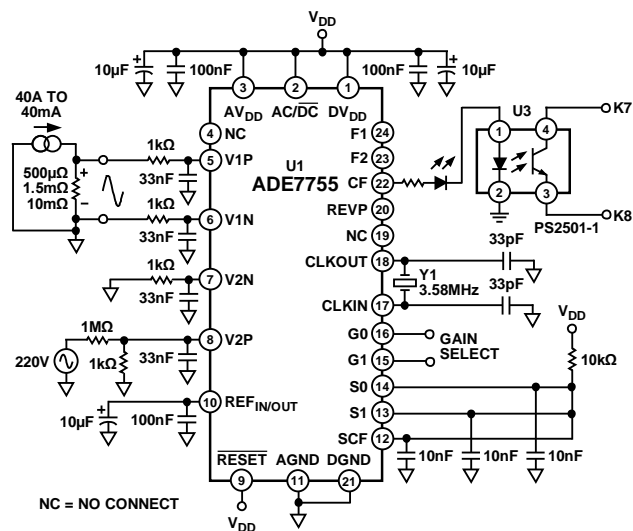 VDD
10µF
100nF
100nF
10µF
3
2
1
AVDD
AC/DC
DVDD
40A TO
40mA
4
NC
5
V1P
1kΩ
33nF
500µΩ
1.5mΩ
10mΩ
+
–
1kΩ
6
V1N
33nF
1kΩ
7
V2N
33nF
1MΩ
8
V2P
220V
1kΩ
33nF
10
REFIN/OUT
10µF
100nF
U1
ADE7755
F1
24
F2
23
CF
22
REVP
20
NC
19
CLKOUT
18
CLKIN
17
G0
16
G1
15
S0
14
S1
13
SCF
12
U3
1
4
2
3
K7
K8
PS2501-1
33pF
Y1
3.58MHz
33pF
GAIN
SELECT
VDD
10kΩ
10nF
10nF
10nF
RESET
AGND
DGND
9
11
21
VDD
NC = NO CONNECT